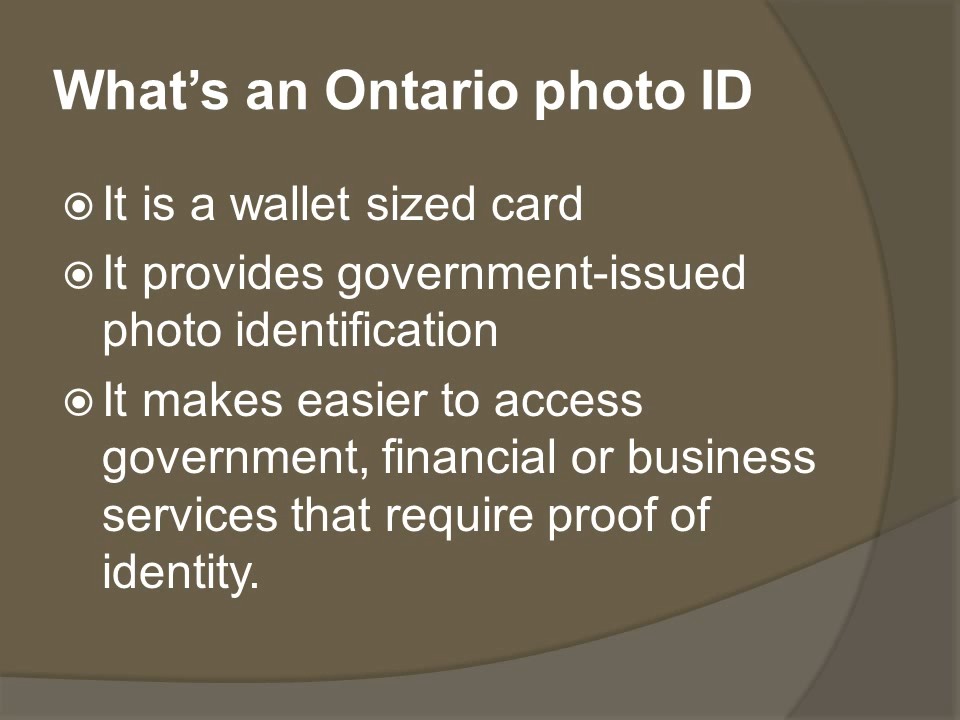 What’s an Ontario photo ID
It is a wallet sized card
It provides government-issued
photo identification
It makes easier to access
government, financial or business
services that require proof of
identity.